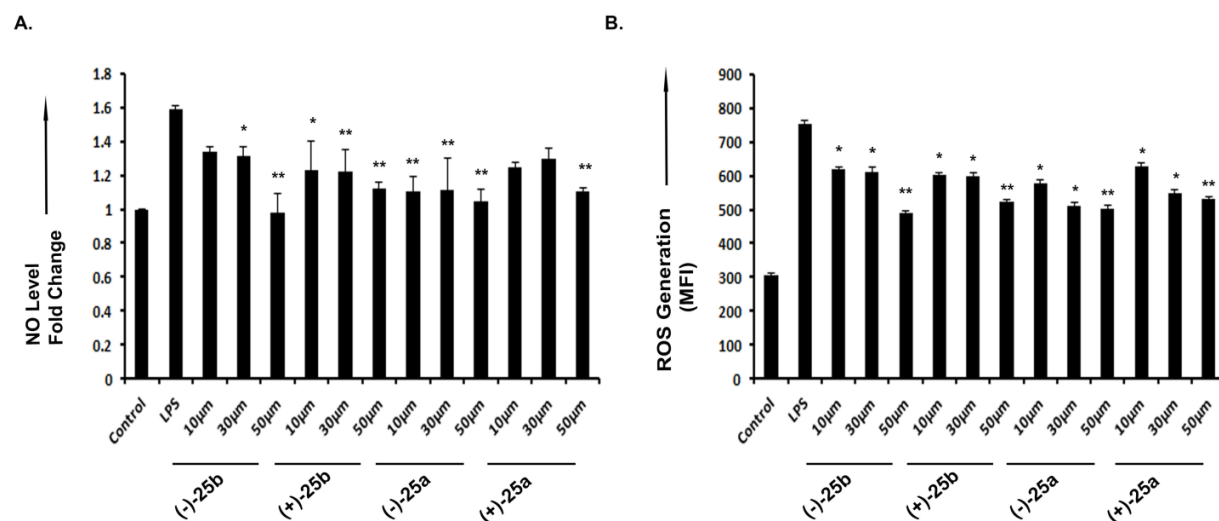 A.
NO Level
Fold Change
1.8
1.6
1.4
1.2
1
0.8
0.6
0.4
0.2
0
* ** * ** ** ** ** ** **
Control LPS 10µm 30µm 50µm 10µm 30µm 50µm 10µm 30µm 50µm 10µm 30µm 50µm
(-)-25b (+)-25b (-)-25a (+)-25a
B.
ROS Generation
(MFI)
900
800
700
600
500
400
300
200
100
0
* * ** * * ** * * ** * * **
Control LPS 10µm 30µm 50µm 10µm 30µm 50µm 10µm 30µm 50µm 10µm 30µm 50µm
(-)-25b (+)-25b (-)-25a (+)-25a